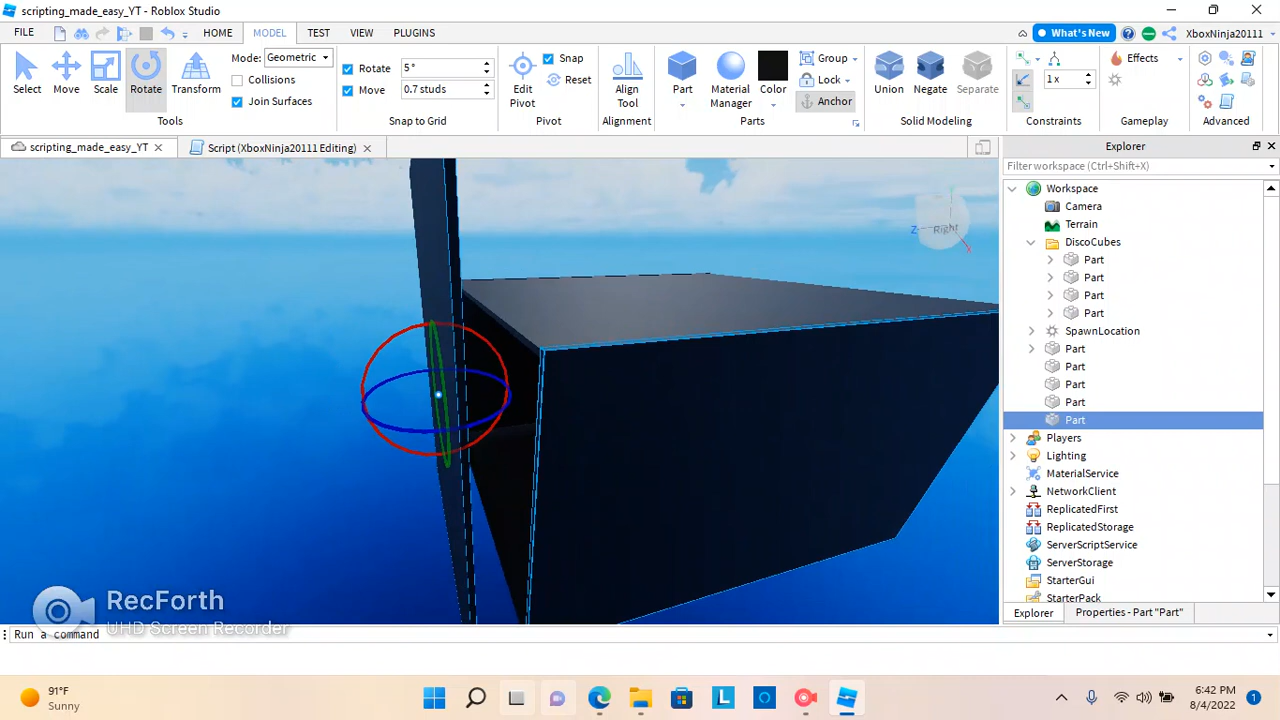 scripting_made_easy_YT - Roblox Studio
FILE HOME MODEL TEST VIEW PLUGINS What's New XboxNinja20111
Select Move Scale Rotate Transform
Mode: Geometric
Collisions
Join Surfaces
Tools
Rotate 5°
Move 0.7 studs
Snap to Grid
Edit Pivot
Snap
Reset
Pivot
Align Tool
Alignment
Part Material Manager Color
Group
Lock
Anchor
Parts
Union Negate Separate
Solid Modeling
1 x
Constraints
Effects
Gameplay
Advanced
scripting_made_easy_YT
Script (XboxNinja20111 Editing)
Explorer
Filter workspace (Ctrl+Shift+X)
Workspace
Camera
Terrain
DiscoCubes
Part
Part
Part
Part
SpawnLocation
Part
Part
Part
Part
Part
Players
Lighting
MaterialService
NetworkClient
ReplicatedFirst
ReplicatedStorage
ServerScriptService
ServerStorage
StarterGui
StarterPack
Explorer Properties - Part "Part"
Z Right X
RecForth
UHD Screen Recorder
Run a command
91°F
Sunny
6:42 PM
8/4/2022
1